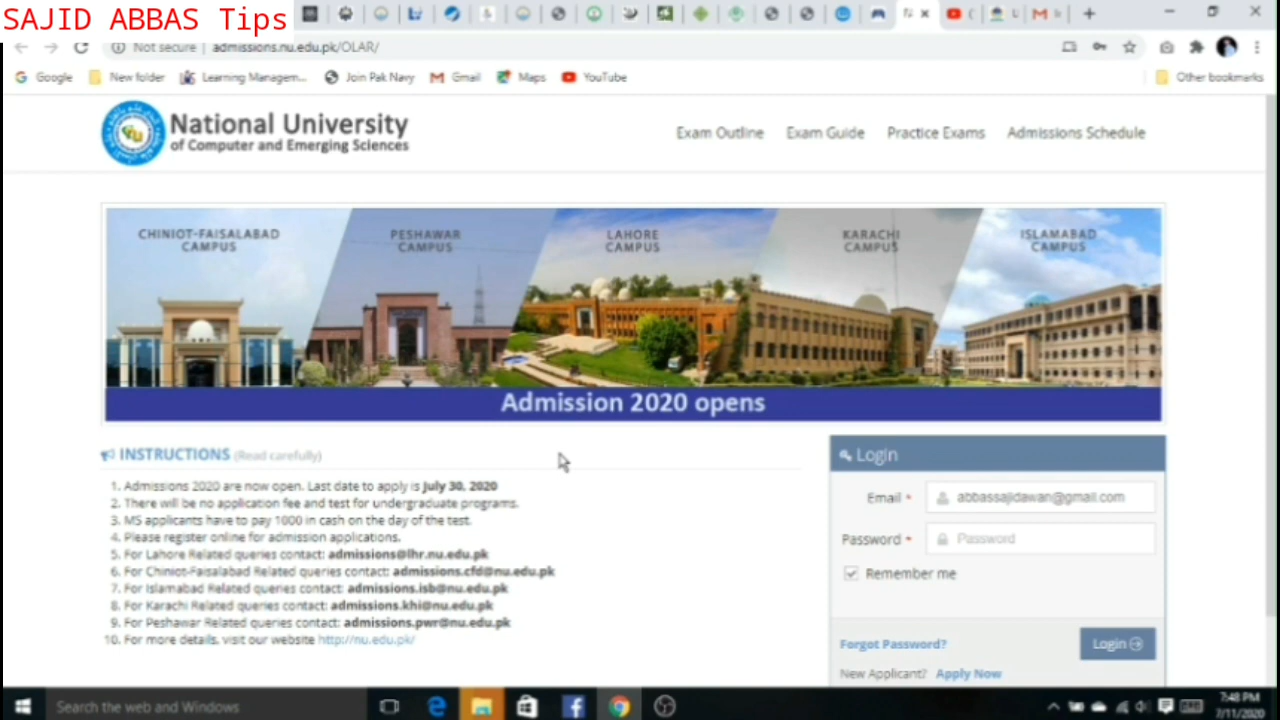 SAJID ABBAS Tips
Not secure | admissions.nu.edu.pk/OLAR/
Google New folder Learning Managem... Join Pak Navy Gmail Maps YouTube Other bookmarks
National University
of Computer and Emerging Sciences
Exam Outline Exam Guide Practice Exams Admissions Schedule
CHINIOT-FAISALABAD CAMPUS
PESHAWAR CAMPUS
LAHORE CAMPUS
KARACHI CAMPUS
ISLAMABAD CAMPUS
Admission 2020 opens
INSTRUCTIONS (Read carefully)
1. Admissions 2020 are now open. Last date to apply is July 30, 2020
2. There will be no application fee and test for undergraduate programs.
3. MS applicants have to pay 1000 in cash on the day of the test.
4. Please register online for admission applications.
5. For Lahore Related queries contact: admissions@lhr.nu.edu.pk
6. For Chiniot-Faisalabad Related queries contact: admissions.cfd@nu.edu.pk
7. For Islamabad Related queries contact: admissions.isb@nu.edu.pk
8. For Karachi Related queries contact: admissions.khi@nu.edu.pk
9. For Peshawar Related queries contact: admissions.pwr@nu.edu.pk
10. For more details, visit our website http://nu.edu.pk/
Login
Email * abbassajidawan@gmail.com
Password * Password
Remember me
Forgot Password? Login
New Applicant? Apply Now
Search the web and Windows
7:48 PM
7/11/2020